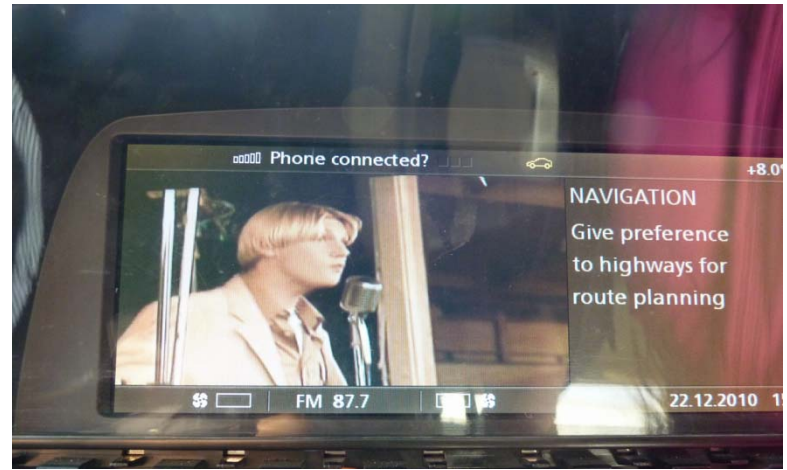 Phone connected?
+8.0°
NAVIGATION
Give preference
to highways for
route planning
FM 87.7
22.12.2010